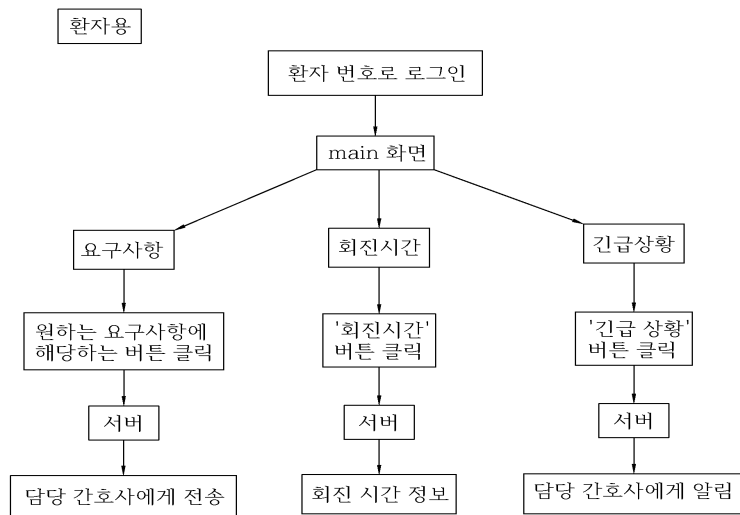 환자용
환자 번호로 로그인
main 화면
요구사항
회진시간
긴급상황
원하는 요구사항에
해당하는 버튼 클릭
'회진시간'
버튼 클릭
'긴급 상황'
버튼 클릭
서버
서버
서버
담당 간호사에게 전송
회진 시간 정보
담당 간호사에게 알림